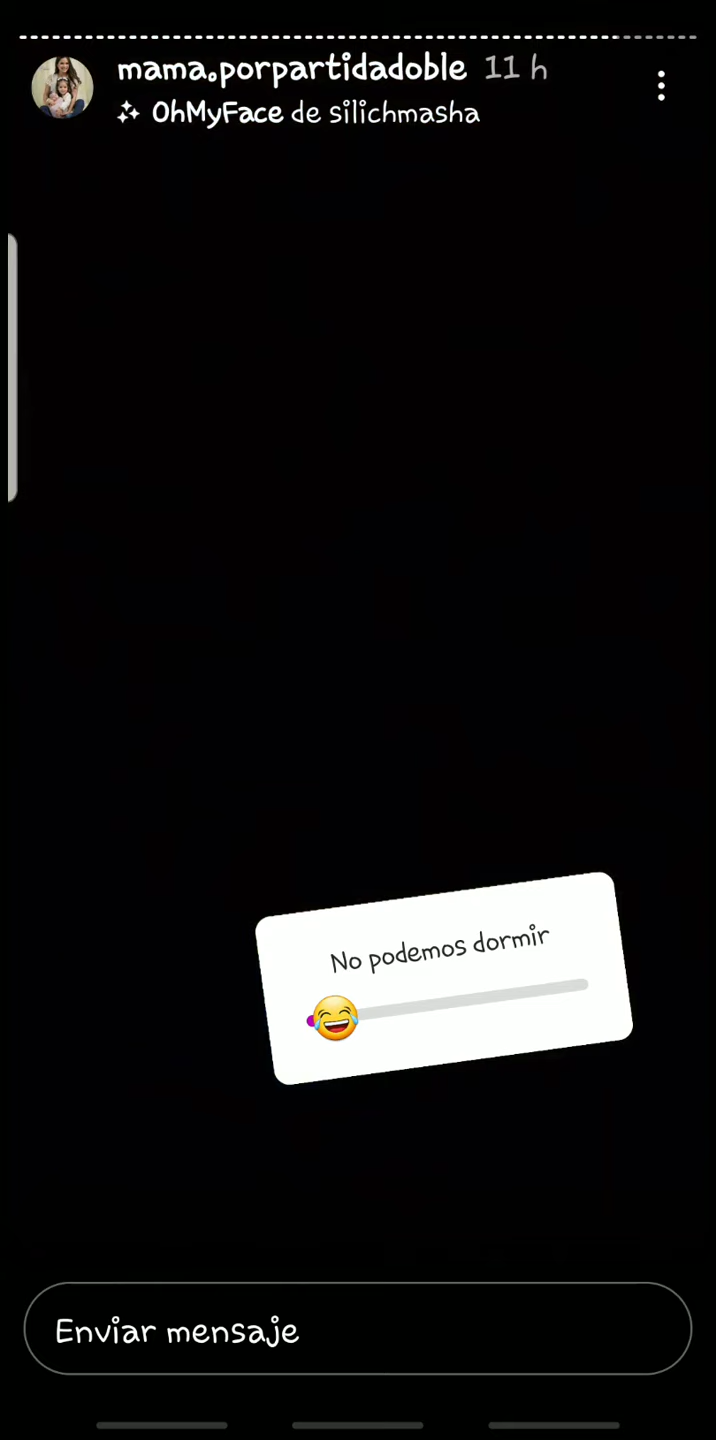 mama.porpartidadoble 11 h
OhMyFace de silichmasha
No podemos dormir
Enviar mensaje